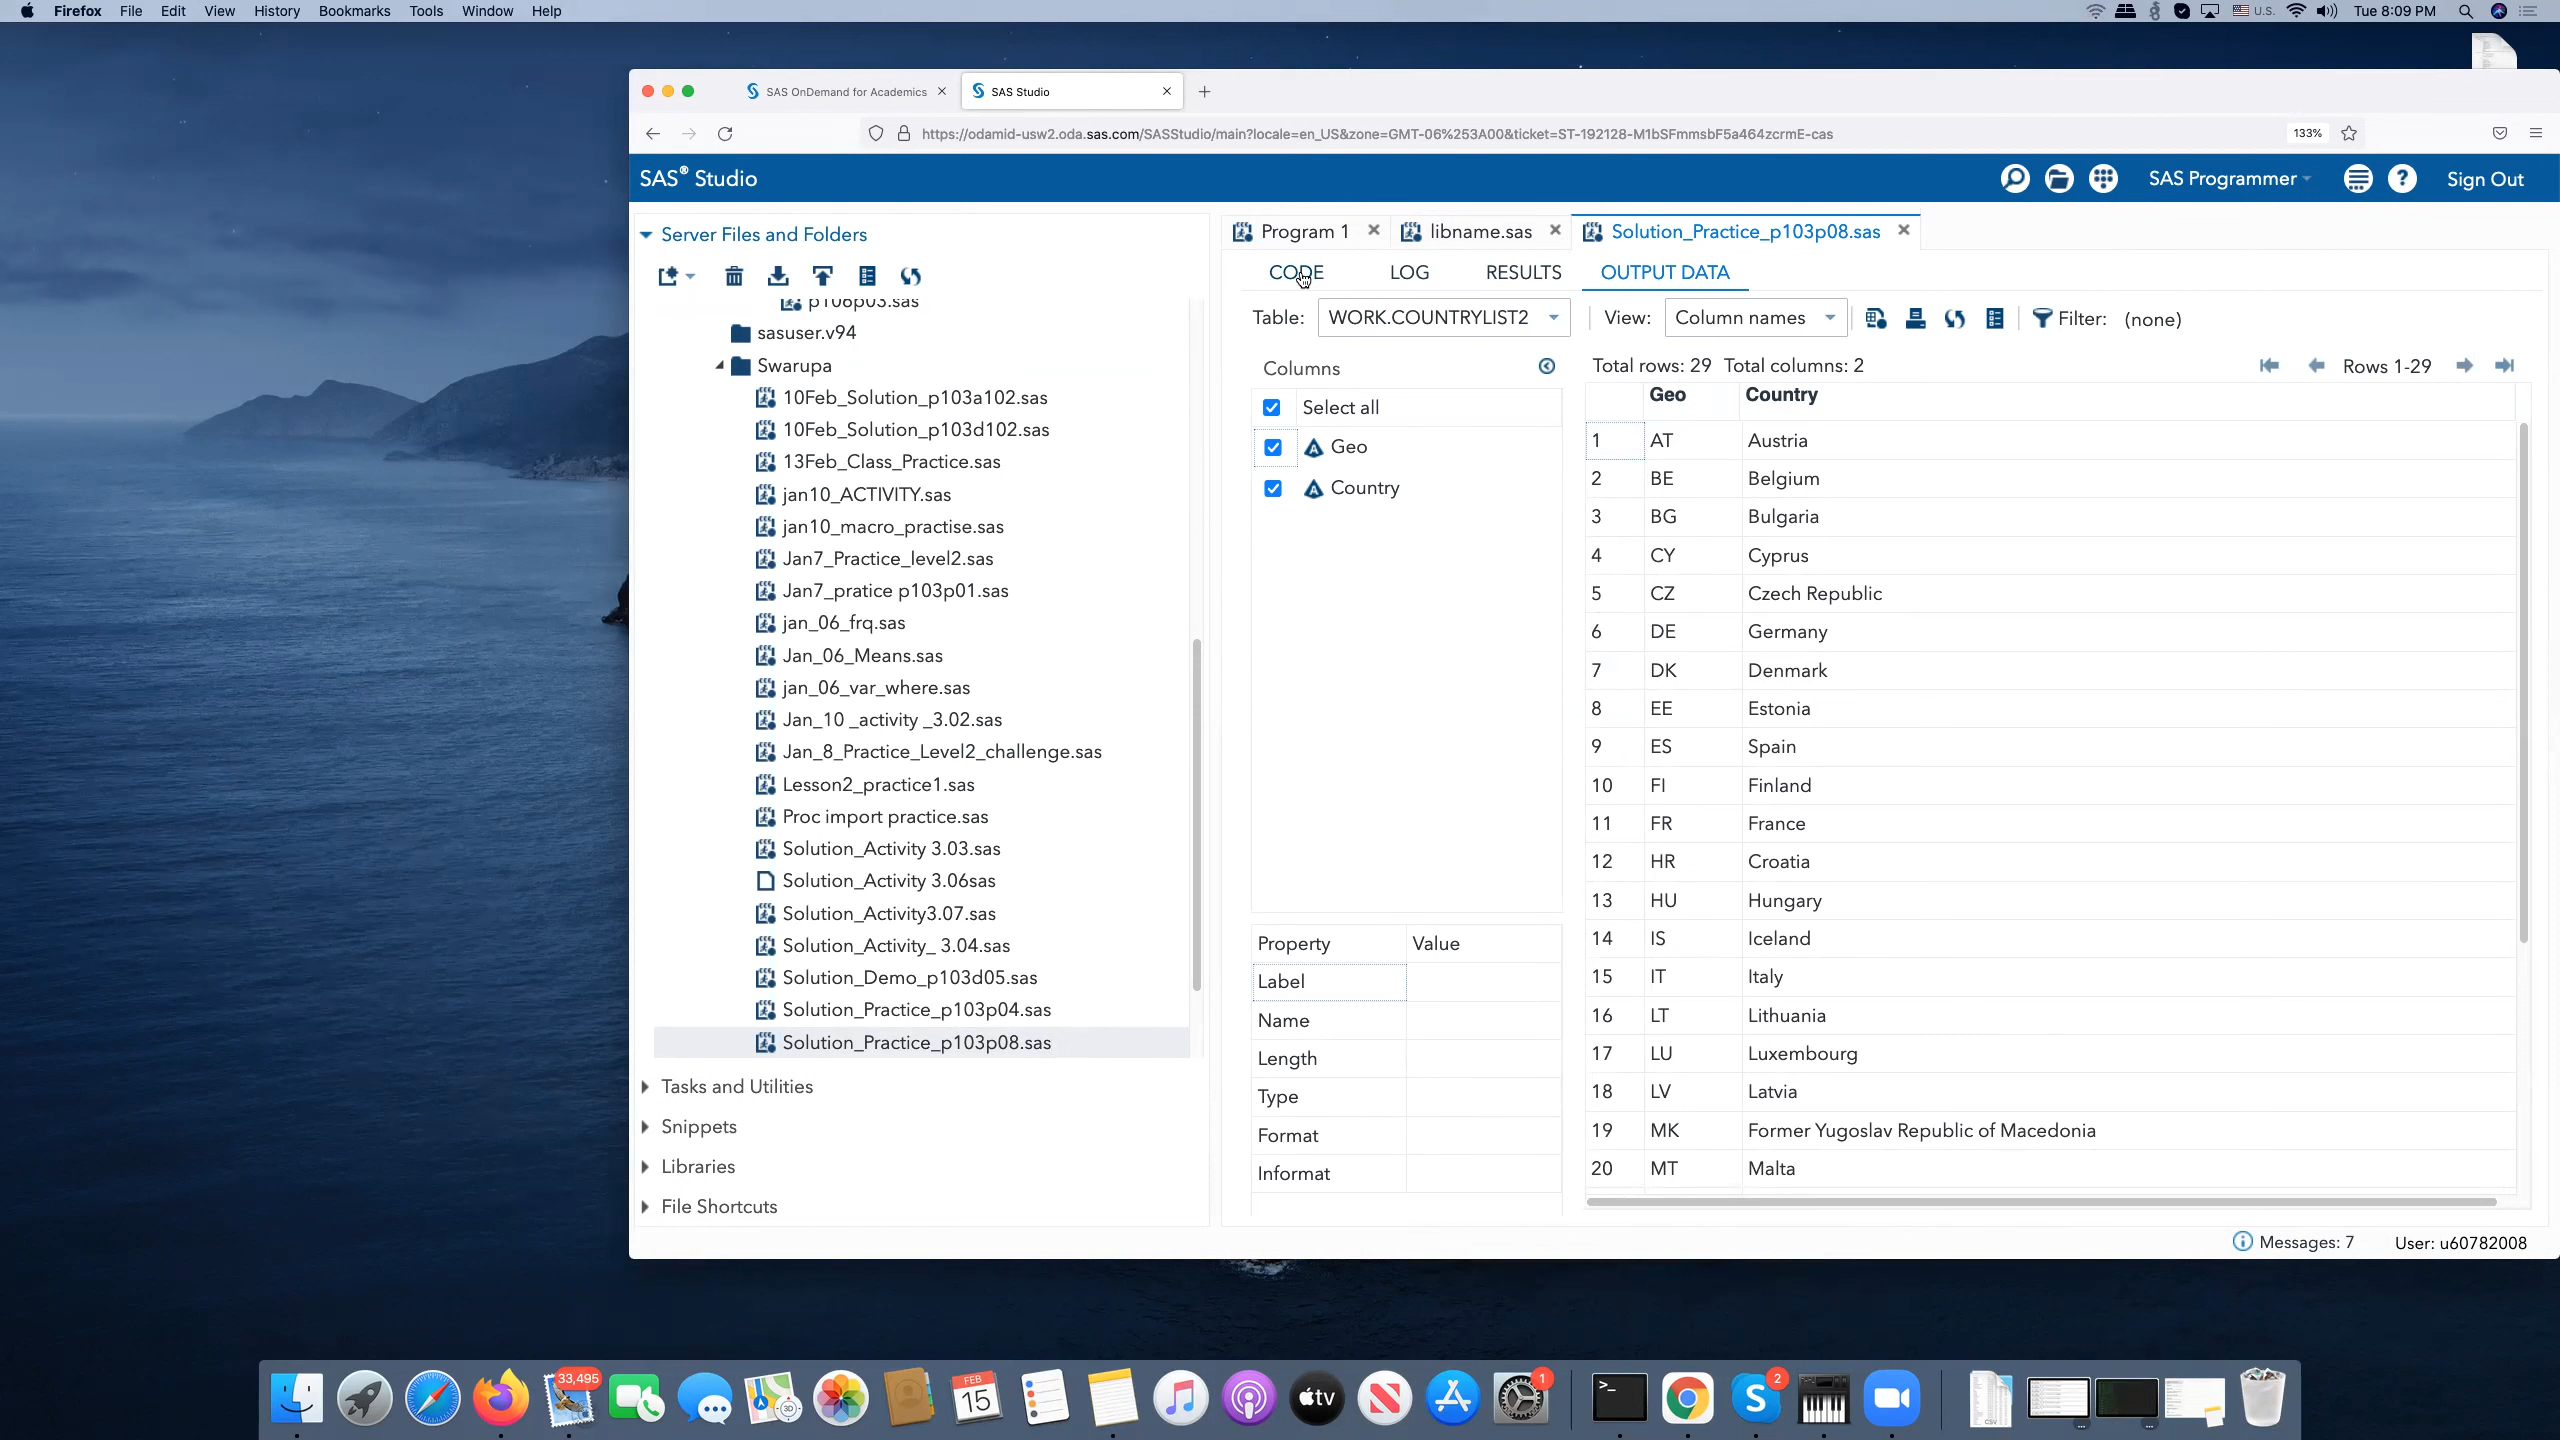 Firefox File Edit View History Bookmarks Tools Window Help
U.S. Tue 8:09 PM
SAS OnDemand for Academics
SAS Studio
https://odamid-usw2.oda.sas.com/SASStudio/main?locale=en_US&zone=GMT-06%253A00&ticket=ST-192128-M1bSFmmsbF5a464zcrmE-cas
133%
SAS® Studio
SAS Programmer
Sign Out
Server Files and Folders
p106p03.sas
sasuser.v94
Swarupa
10Feb_Solution_p103a102.sas
10Feb_Solution_p103d102.sas
13Feb_Class_Practice.sas
jan10_ACTIVITY.sas
jan10_macro_practise.sas
Jan7_Practice_level2.sas
Jan7_pratice p103p01.sas
jan_06_frq.sas
Jan_06_Means.sas
jan_06_var_where.sas
Jan_10 _activity _3.02.sas
Jan_8_Practice_Level2_challenge.sas
Lesson2_practice1.sas
Proc import practice.sas
Solution_Activity 3.03.sas
Solution_Activity 3.06sas
Solution_Activity3.07.sas
Solution_Activity_ 3.04.sas
Solution_Demo_p103d05.sas
Solution_Practice_p103p04.sas
Solution_Practice_p103p08.sas
Tasks and Utilities
Snippets
Libraries
File Shortcuts
Program 1
libname.sas
Solution_Practice_p103p08.sas
CODE LOG RESULTS OUTPUT DATA
Table: WORK.COUNTRYLIST2 View: Column names Filter: (none)
Columns
Select all
Geo
Country
Property Value
Label
Name
Length
Type
Format
Informat
Total rows: 29 Total columns: 2 Rows 1-29
Geo Country
1 AT Austria
2 BE Belgium
3 BG Bulgaria
4 CY Cyprus
5 CZ Czech Republic
6 DE Germany
7 DK Denmark
8 EE Estonia
9 ES Spain
10 FI Finland
11 FR France
12 HR Croatia
13 HU Hungary
14 IS Iceland
15 IT Italy
16 LT Lithuania
17 LU Luxembourg
18 LV Latvia
19 MK Former Yugoslav Republic of Macedonia
20 MT Malta
Messages: 7 User: u60782008
33,495
FEB
15
3D
tv
1
>_
S
2
CSV